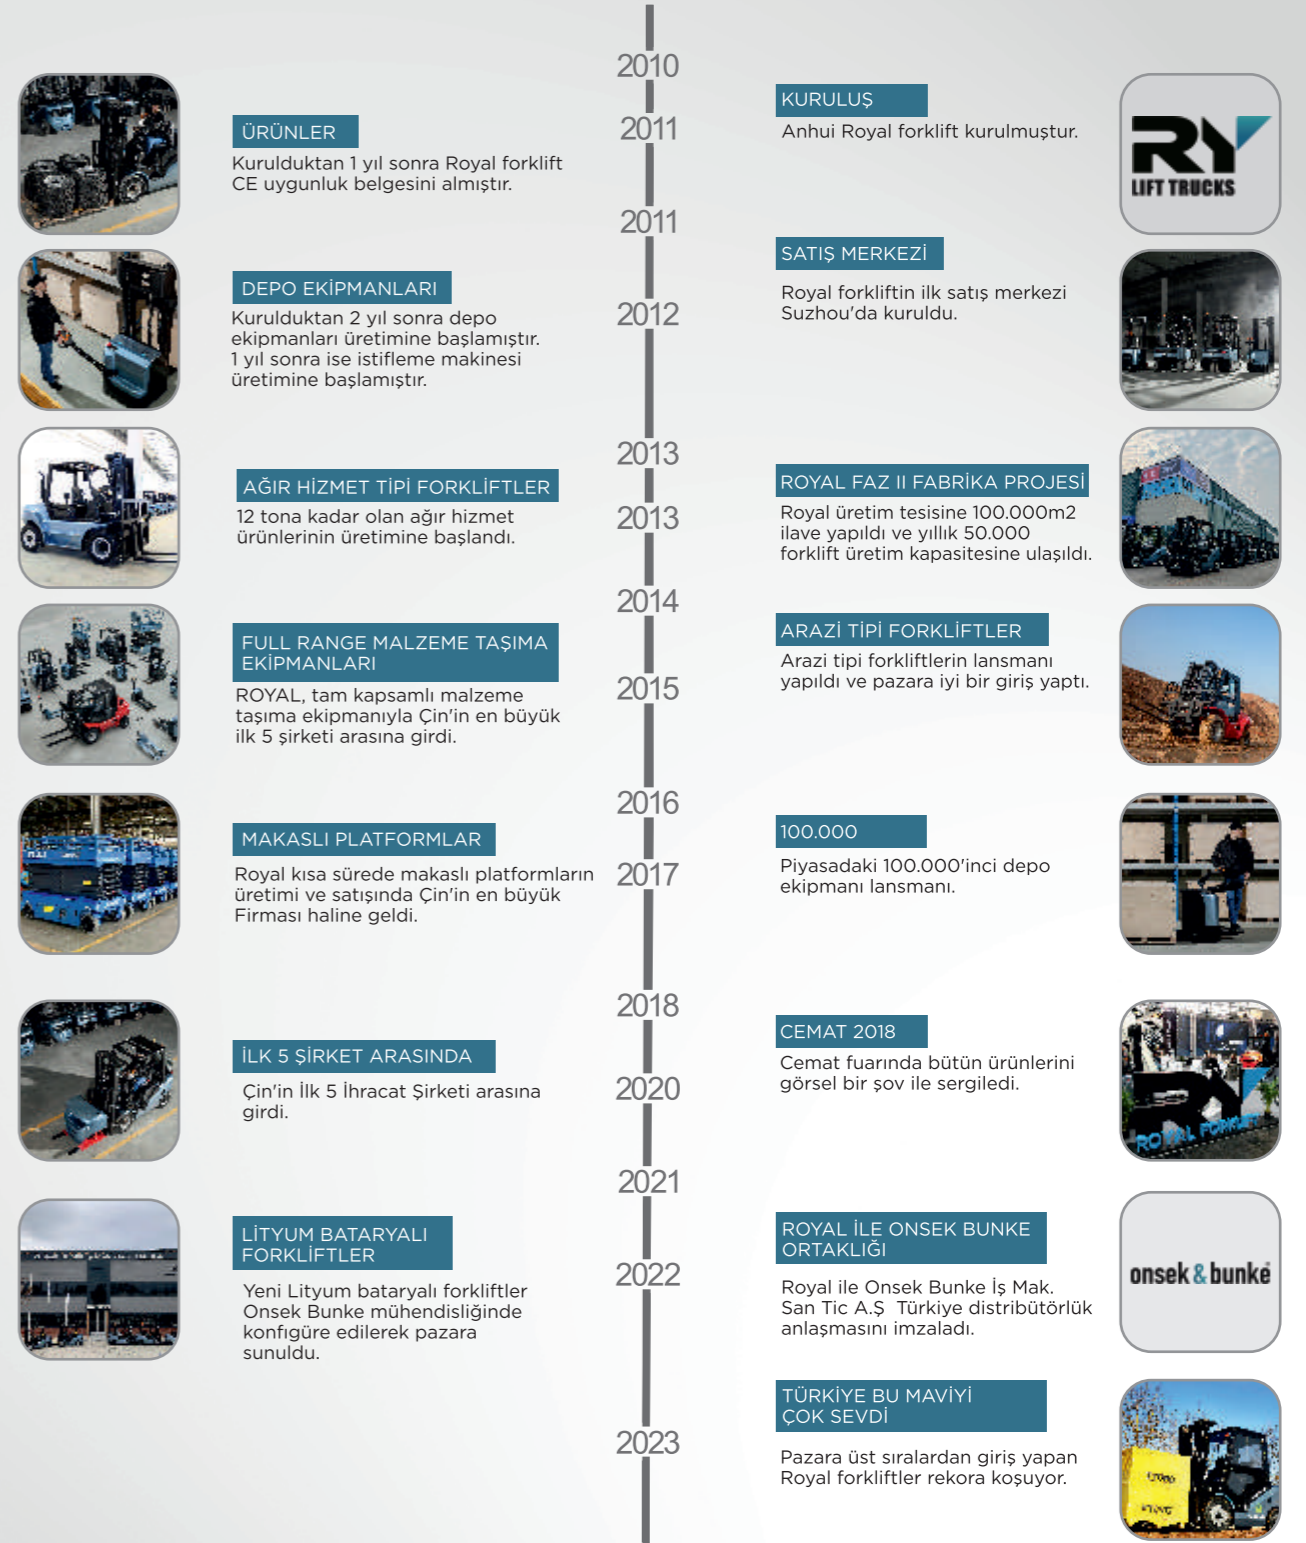 2010
KURULUŞ
Anhui Royal forklift kurulmuştur.
RY
LIFT TRUCKS
2011
ÜRÜNLER
Kurulduktan 1 yıl sonra Royal forklift
CE uygunluk belgesini almıştır.
2011
SATIŞ MERKEZİ
Royal forkliftin ilk satış merkezi
Suzhou'da kuruldu.
2012
DEPO EKİPMANLARI
Kurulduktan 2 yıl sonra depo
ekipmanları üretimine başlamıştır.
1 yıl sonra ise istifleme makinesi
üretimine başlamıştır.
2013
ROYAL FAZ II FABRİKA PROJESİ
Royal üretim tesisine 100.000m2
ilave yapıldı ve yıllık 50.000
forklift üretim kapasitesine ulaşıldı.
2013
AĞIR HİZMET TİPİ FORKLİFTLER
12 tona kadar olan ağır hizmet
ürünlerinin üretimine başlandı.
2014
ARAZİ TİPİ FORKLİFTLER
Arazi tipi forkliftlerin lansmanı
yapıldı ve pazara iyi bir giriş yaptı.
2015
FULL RANGE MALZEME TAŞIMA
EKİPMANLARI
ROYAL, tam kapsamlı malzeme
taşıma ekipmanıyla Çin'in en büyük
ilk 5 şirketi arasına girdi.
2016
100.000
Piyasadaki 100.000'inci depo
ekipmanı lansmanı.
2017
MAKASLI PLATFORMLAR
Royal kısa sürede makaslı platformların
üretimi ve satışında Çin'in en büyük
Firması haline geldi.
2018
CEMAT 2018
Cemat fuarında bütün ürünlerini
görsel bir şov ile sergiledi.
RY
ROYAL FORKLIFT
2020
İLK 5 ŞİRKET ARASINDA
Çin'in İlk 5 İhracat Şirketi arasına
girdi.
2021
ROYAL İLE ONSEK BUNKE
ORTAKLIĞI
Royal ile Onsek Bunke İş Mak.
San Tic A.Ş Türkiye distribütörlük
anlaşmasını imzaladı.
onsek & bunke
2022
LİTYUM BATARYALI
FORKLİFTLER
Yeni Lityum bataryalı forkliftler
Onsek Bunke mühendisliğinde
konfigüre edilerek pazara
sunuldu.
2023
TÜRKİYE BU MAVİYİ
ÇOK SEVDİ
Pazara üst sıralardan giriş yapan
Royal forkliftler rekora koşuyor.